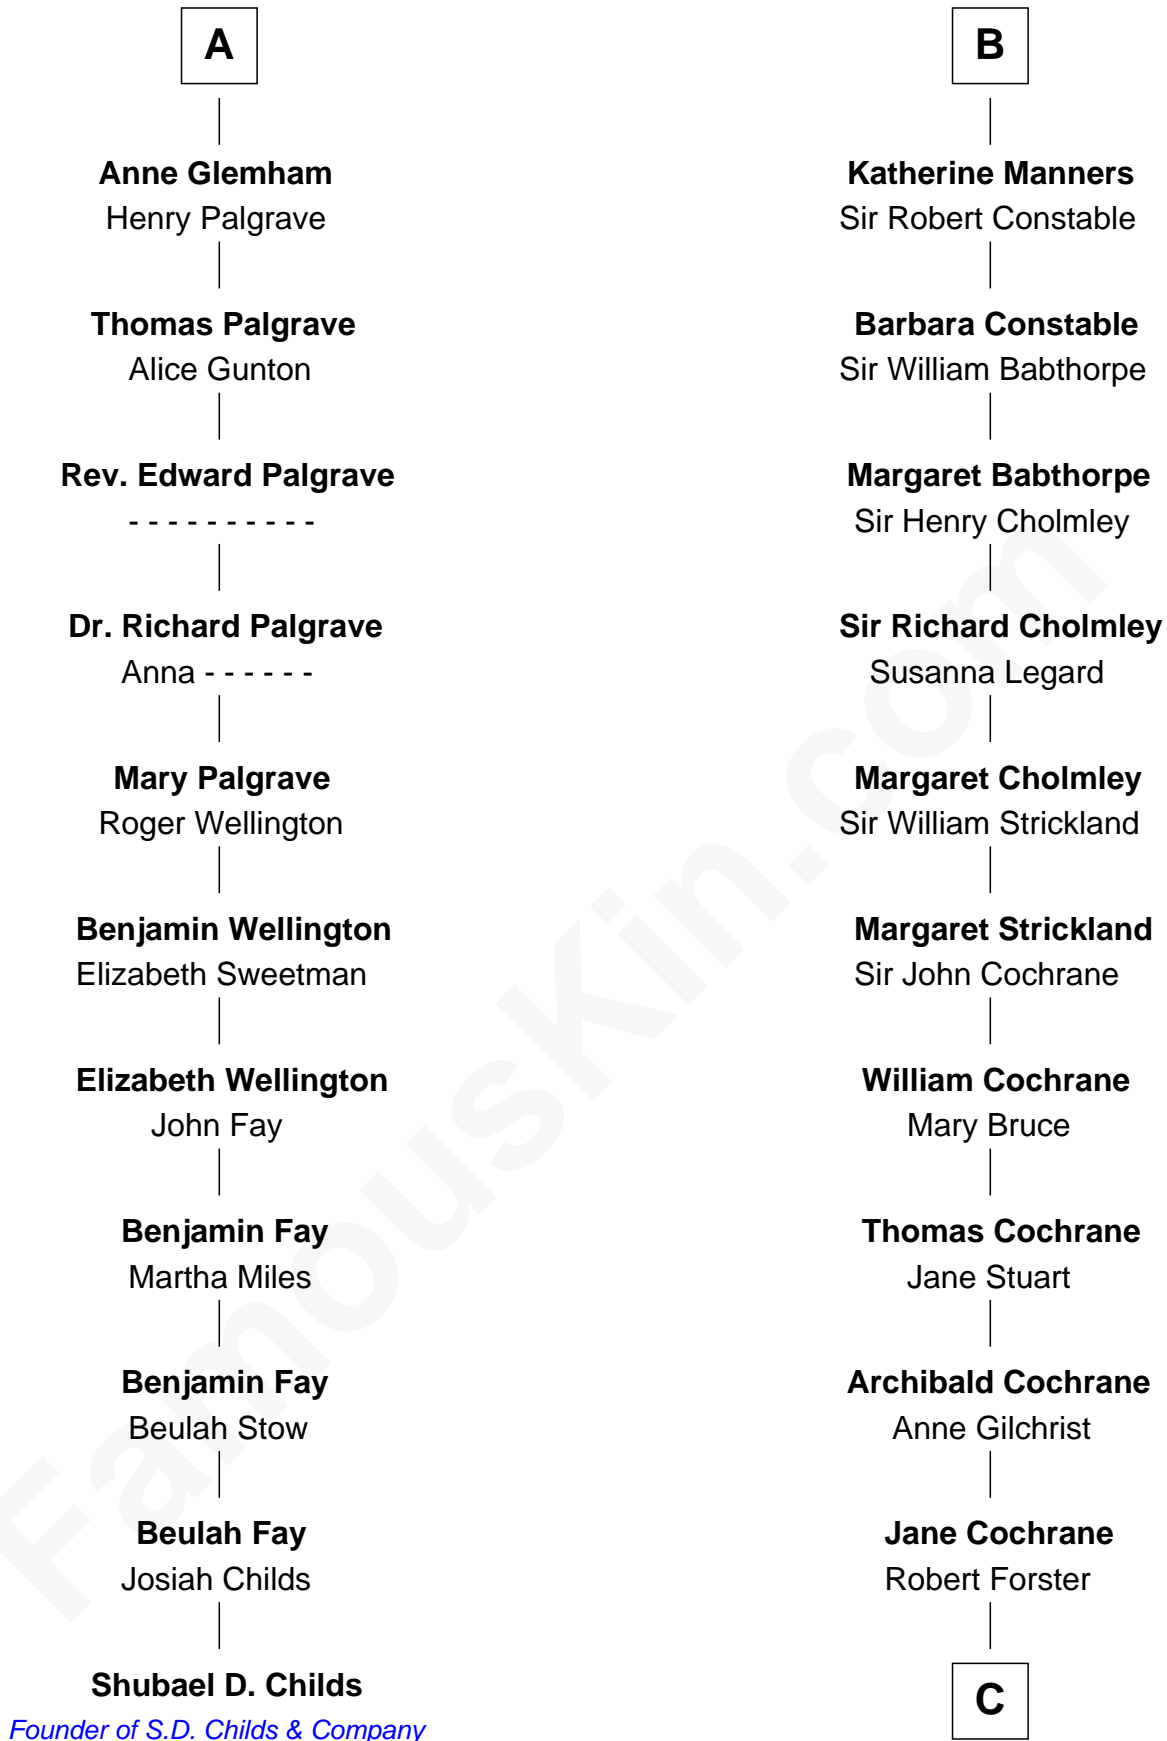 A
Anne Glemham
Henry Palgrave
Thomas Palgrave
Alice Gunton
Rev. Edward Palgrave
- - - - - - - - - -
Dr. Richard Palgrave
Anna - - - - - -
Mary Palgrave
Roger Wellington
Benjamin Wellington
Elizabeth Sweetman
Elizabeth Wellington
John Fay
Benjamin Fay
Martha Miles
Benjamin Fay
Beulah Stow
Beulah Fay
Josiah Childs
Shubael D. Childs
Founder of S.D. Childs & Company
B
Katherine Manners
Sir Robert Constable
Barbara Constable
Sir William Babthorpe
Margaret Babthorpe
Sir Henry Cholmley
Sir Richard Cholmley
Susanna Legard
Margaret Cholmley
Sir William Strickland
Margaret Strickland
Sir John Cochrane
William Cochrane
Mary Bruce
Thomas Cochrane
Jane Stuart
Archibald Cochrane
Anne Gilchrist
Jane Cochrane
Robert Forster
C
FamousKin.com